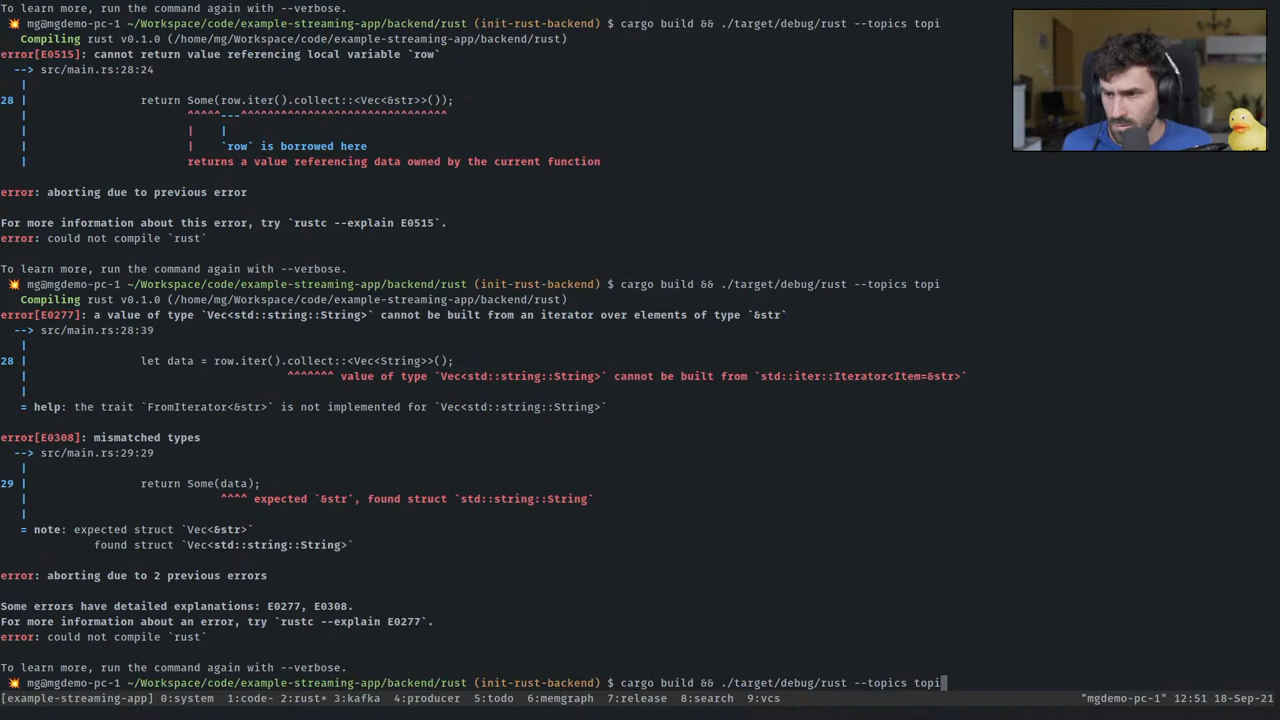 To learn more, run the command again with --verbose.
💥 mg@mgdemo-pc-1 ~/Workspace/code/example-streaming-app/backend/rust (init-rust-backend) $ cargo build && ./target/debug/rust --topics topi
   Compiling rust v0.1.0 (/home/mg/Workspace/code/example-streaming-app/backend/rust)
error[E0515]: cannot return value referencing local variable `row`
  --> src/main.rs:28:24
   |
28 |                 return Some(row.iter().collect::<Vec<&str>>());
   |                        ^^^^^---^^^^^^^^^^^^^^^^^^^^^^^^^^^^^^
   |                        |    |
   |                        |    `row` is borrowed here
   |                        returns a value referencing data owned by the current function

error: aborting due to previous error

For more information about this error, try `rustc --explain E0515`.
error: could not compile `rust`

To learn more, run the command again with --verbose.
💥 mg@mgdemo-pc-1 ~/Workspace/code/example-streaming-app/backend/rust (init-rust-backend) $ cargo build && ./target/debug/rust --topics topi
   Compiling rust v0.1.0 (/home/mg/Workspace/code/example-streaming-app/backend/rust)
error[E0277]: a value of type `Vec<std::string::String>` cannot be built from an iterator over elements of type `&str`
  --> src/main.rs:28:39
   |
28 |                 let data = row.iter().collect::<Vec<String>>();
   |                                       ^^^^^^^ value of type `Vec<std::string::String>` cannot be built from `std::iter::Iterator<Item=&str>`
   |
   = help: the trait `FromIterator<&str>` is not implemented for `Vec<std::string::String>`

error[E0308]: mismatched types
  --> src/main.rs:29:29
   |
29 |                 return Some(data);
   |                             ^^^^ expected `&str`, found struct `std::string::String`
   |
   = note: expected struct `Vec<&str>`
              found struct `Vec<std::string::String>`

error: aborting due to 2 previous errors

Some errors have detailed explanations: E0277, E0308.
For more information about an error, try `rustc --explain E0277`.
error: could not compile `rust`

To learn more, run the command again with --verbose.
💥 mg@mgdemo-pc-1 ~/Workspace/code/example-streaming-app/backend/rust (init-rust-backend) $ cargo build && ./target/debug/rust --topics topi
[example-streaming-app] 0:system  1:code- 2:rust* 3:kafka  4:producer  5:todo  6:memgraph  7:release  8:search  9:vcs "mgdemo-pc-1" 12:51 18-Sep-21